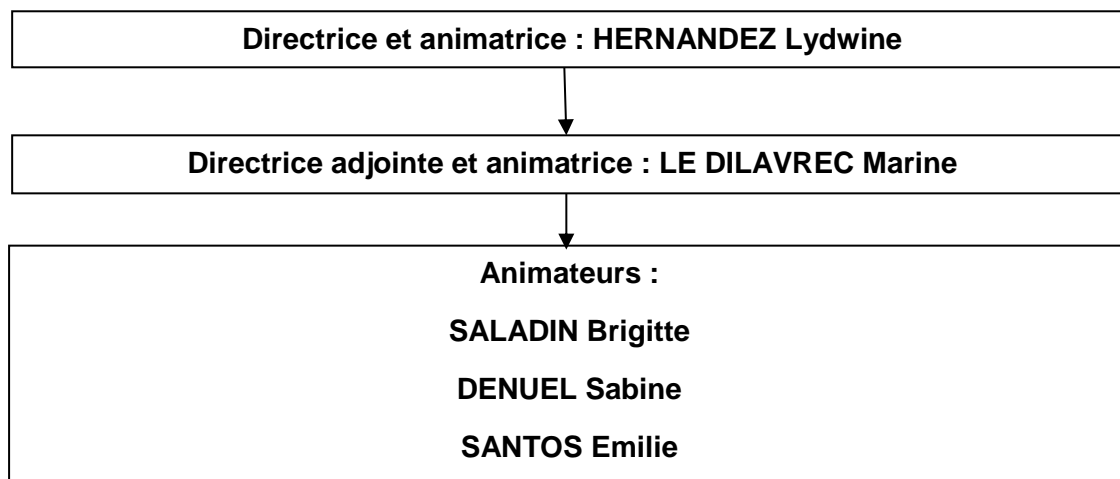 Directrice et animatrice : HERNANDEZ Lydwine
Directrice adjointe et animatrice : LE DILAVREC Marine
Animateurs :
SALADIN Brigitte
DENUEL Sabine
SANTOS Emilie